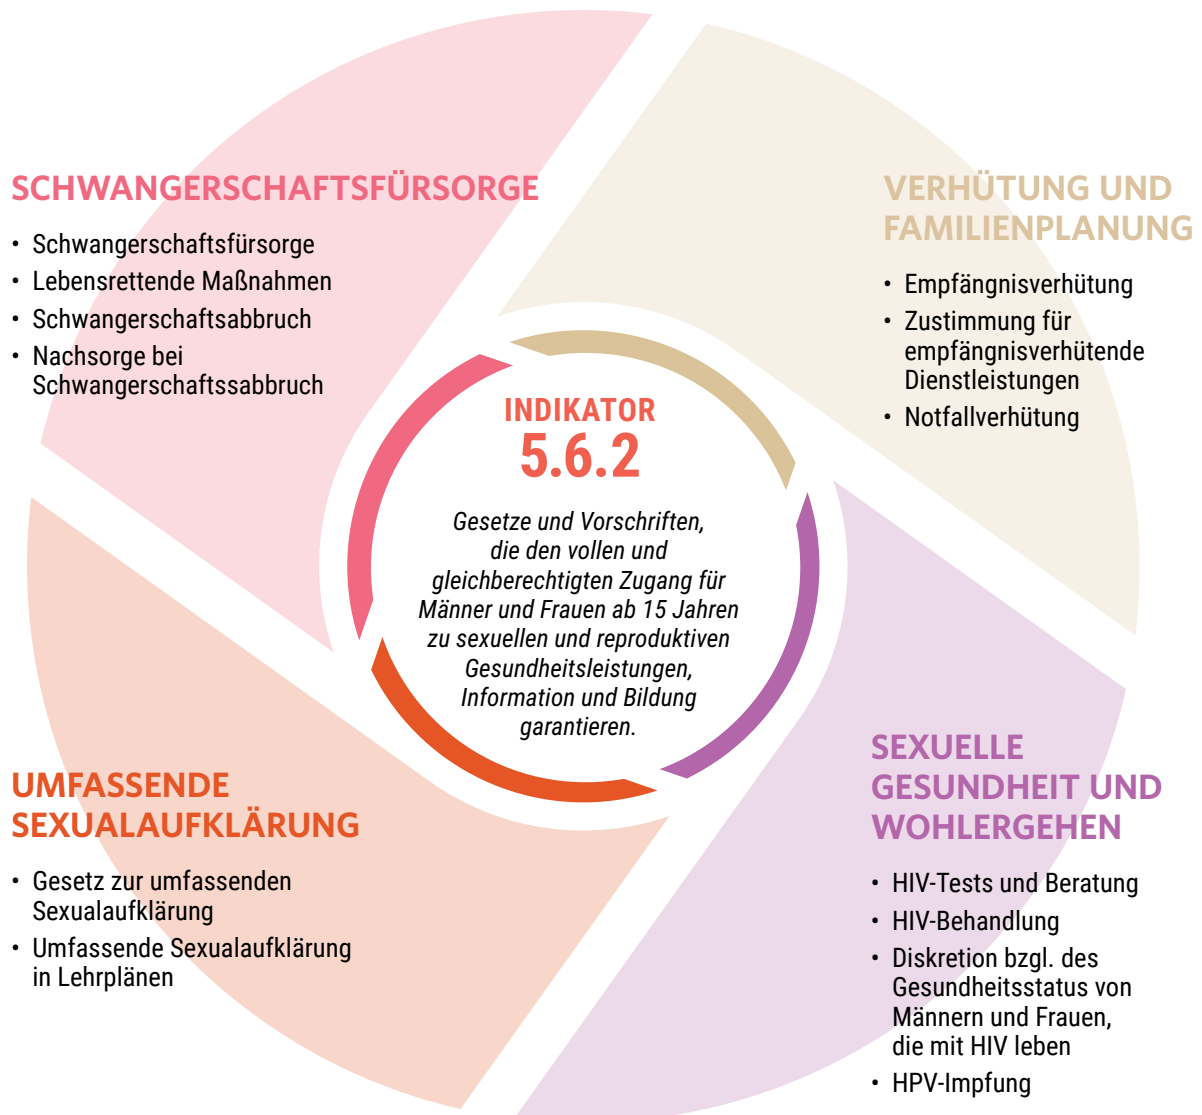 SCHWANGERSCHAFTSFÜRSORGE
• Schwangerschaftsfürsorge
• Lebensrettende Maßnahmen
• Schwangerschaftsabbruch
• Nachsorge bei
Schwangerschaftssabbruch
VERHÜTUNG UND
FAMILIENPLANUNG
• Empfängnisverhütung
• Zustimmung für
empfängnisverhütende
Dienstleistungen
• Notfallverhütung
INDIKATOR
5.6.2
Gesetze und Vorschriften,
die den vollen und
gleichberechtigten Zugang für
Männer und Frauen ab 15 Jahren
zu sexuellen und reproduktiven
Gesundheitsleistungen,
Information und Bildung
garantieren.
UMFASSENDE
SEXUALAUFKLÄRUNG
• Gesetz zur umfassenden
Sexualaufklärung
• Umfassende Sexualaufklärung
in Lehrplänen
SEXUELLE
GESUNDHEIT UND
WOHLERGEHEN
• HIV-Tests und Beratung
• HIV-Behandlung
• Diskretion bzgl. des
Gesundheitsstatus von
Männern und Frauen,
die mit HIV leben
• HPV-Impfung